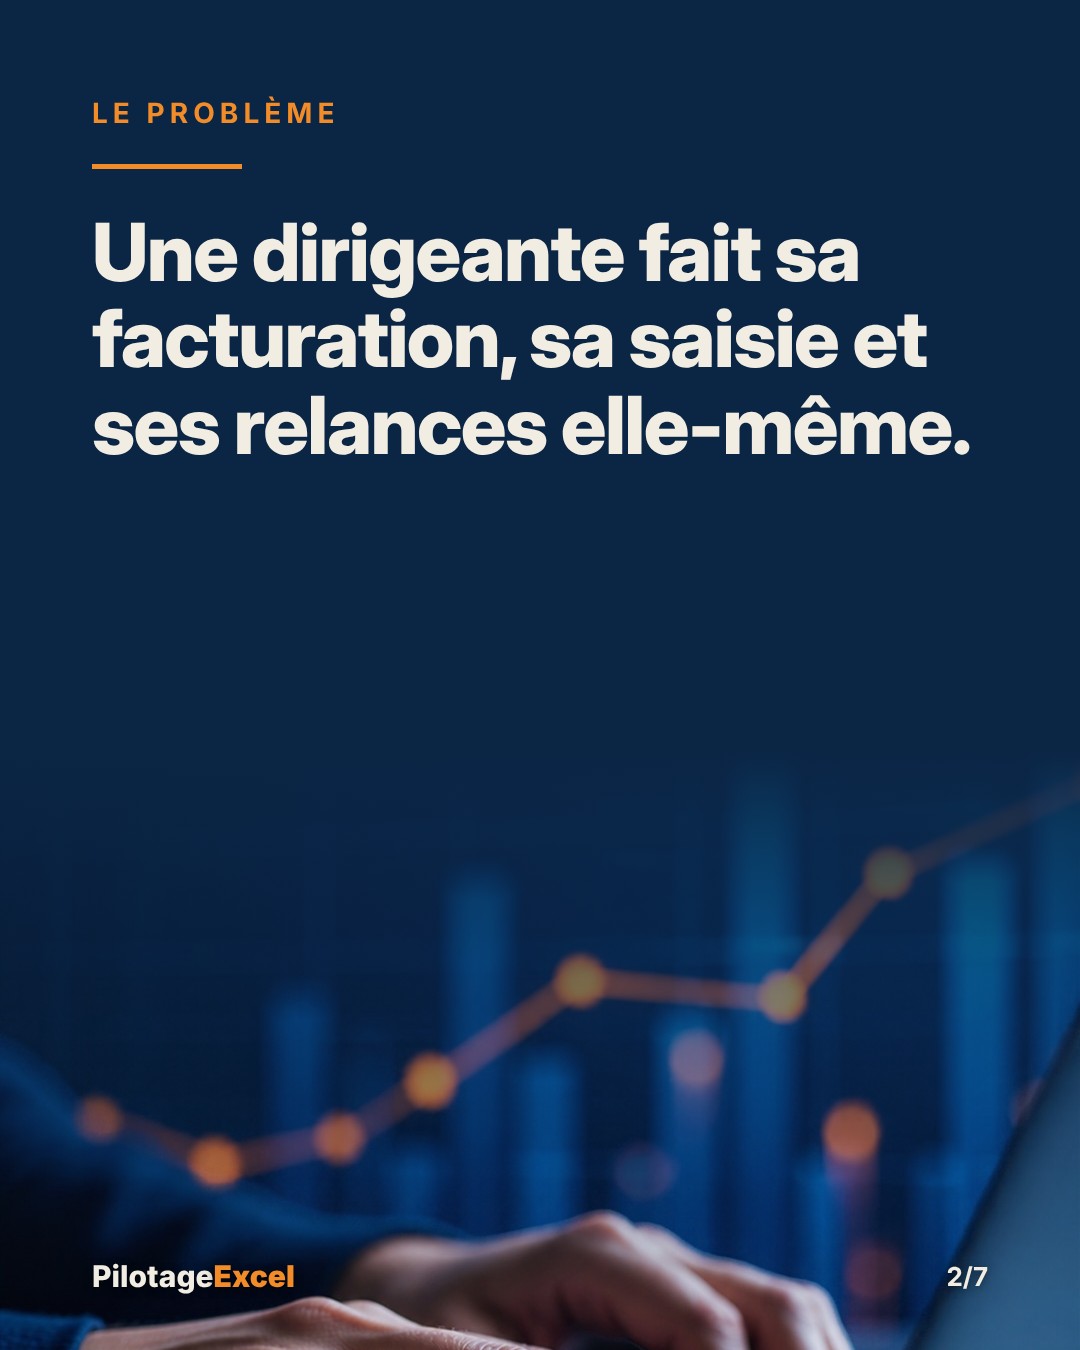 LE PROBLÈME
Une dirigeante fait sa
facturation, sa saisie et
ses relances elle-même.
PilotageExcel
2/7